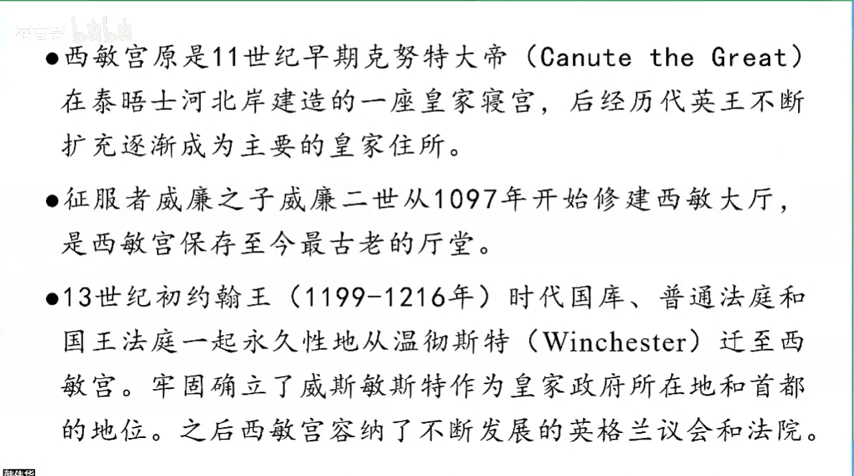 ●西敏宫原是11世纪早期克努特大帝（Canute the Great）
在泰晤士河北岸建造的一座皇家寝宫，后经历代英王不断
扩充逐渐成为主要的皇家住所。
●征服者威廉之子威廉二世从1097年开始修建西敏大厅，
是西敏宫保存至今最古老的厅堂。
●13世纪初约翰王（1199-1216年）时代国库、普通法庭和
国王法庭一起永久性地从温彻斯特（Winchester）迁至西
敏宫。牢固确立了威斯敏斯特作为皇家政府所在地和首都
的地位。之后西敏宫容纳了不断发展的英格兰议会和法院。